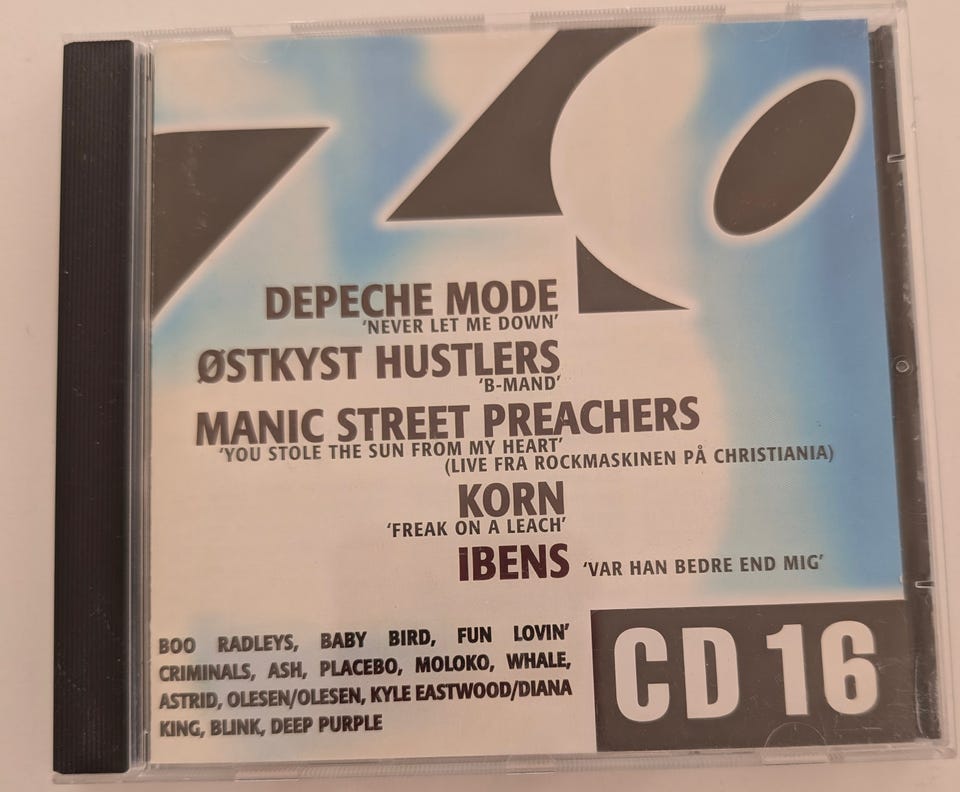 DEPECHE MODE
'NEVER LET ME DOWN'
ØSTKYST HUSTLERS
'B-MAND'
MANIC STREET PREACHERS
'YOU STOLE THE SUN FROM MY HEART'
(LIVE FRA ROCKMASKINEN PÅ CHRISTIANIA)
KORN
'FREAK ON A LEACH'
IBENS 'VAR HAN BEDRE END MIG'
BOO RADLEYS, BABY BIRD, FUN LOVIN'
CRIMINALS, ASH, PLACEBO, MOLOKO, WHALE,
ASTRID, OLESEN/OLESEN, KYLE EASTWOOD/DIANA
KING, BLINK, DEEP PURPLE
CD 16